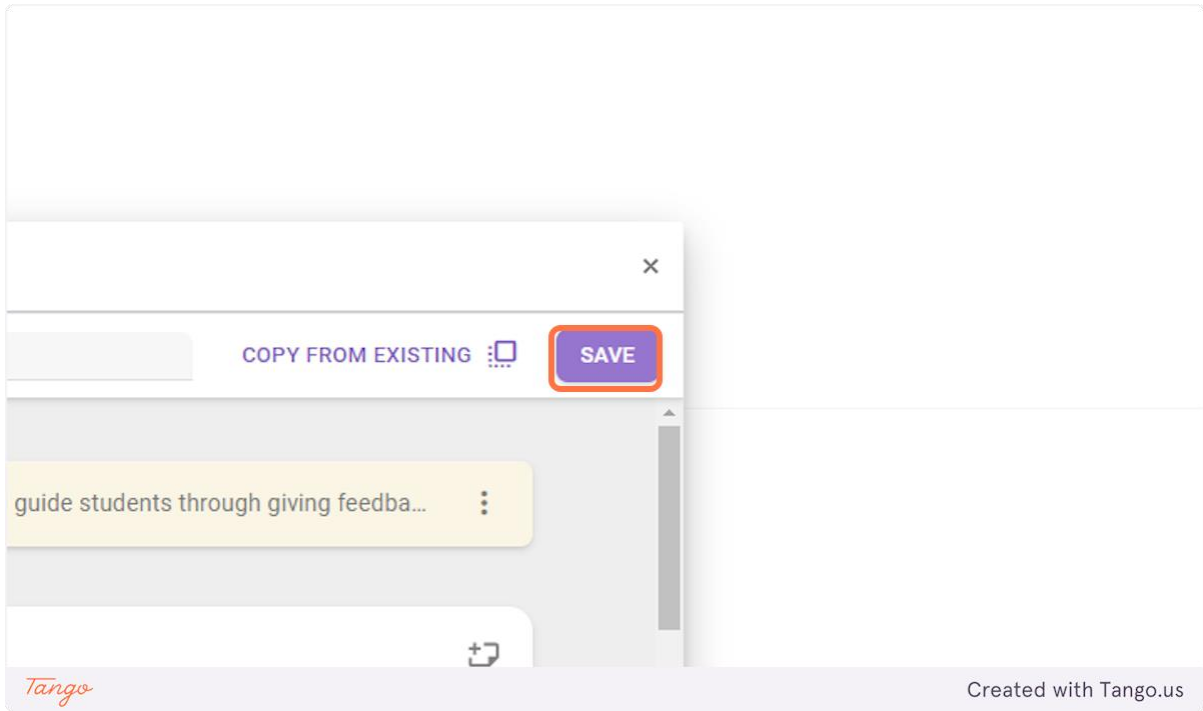 COPY FROM EXISTING SAVE
guide students through giving feedba...
Tango Created with Tango.us